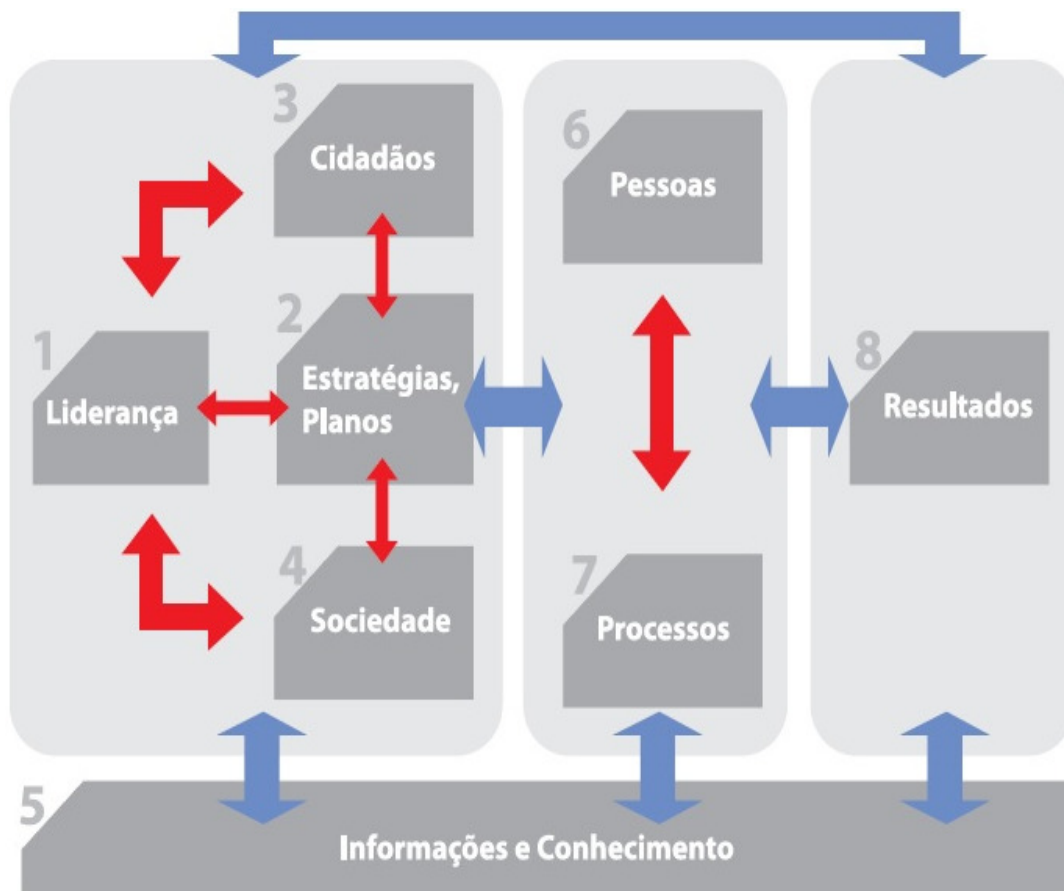 3
Cidadãos
6
Pessoas
1
Liderança
2
Estratégias,
Planos
8
Resultados
4
Sociedade
7
Processos
5
Informações e Conhecimento